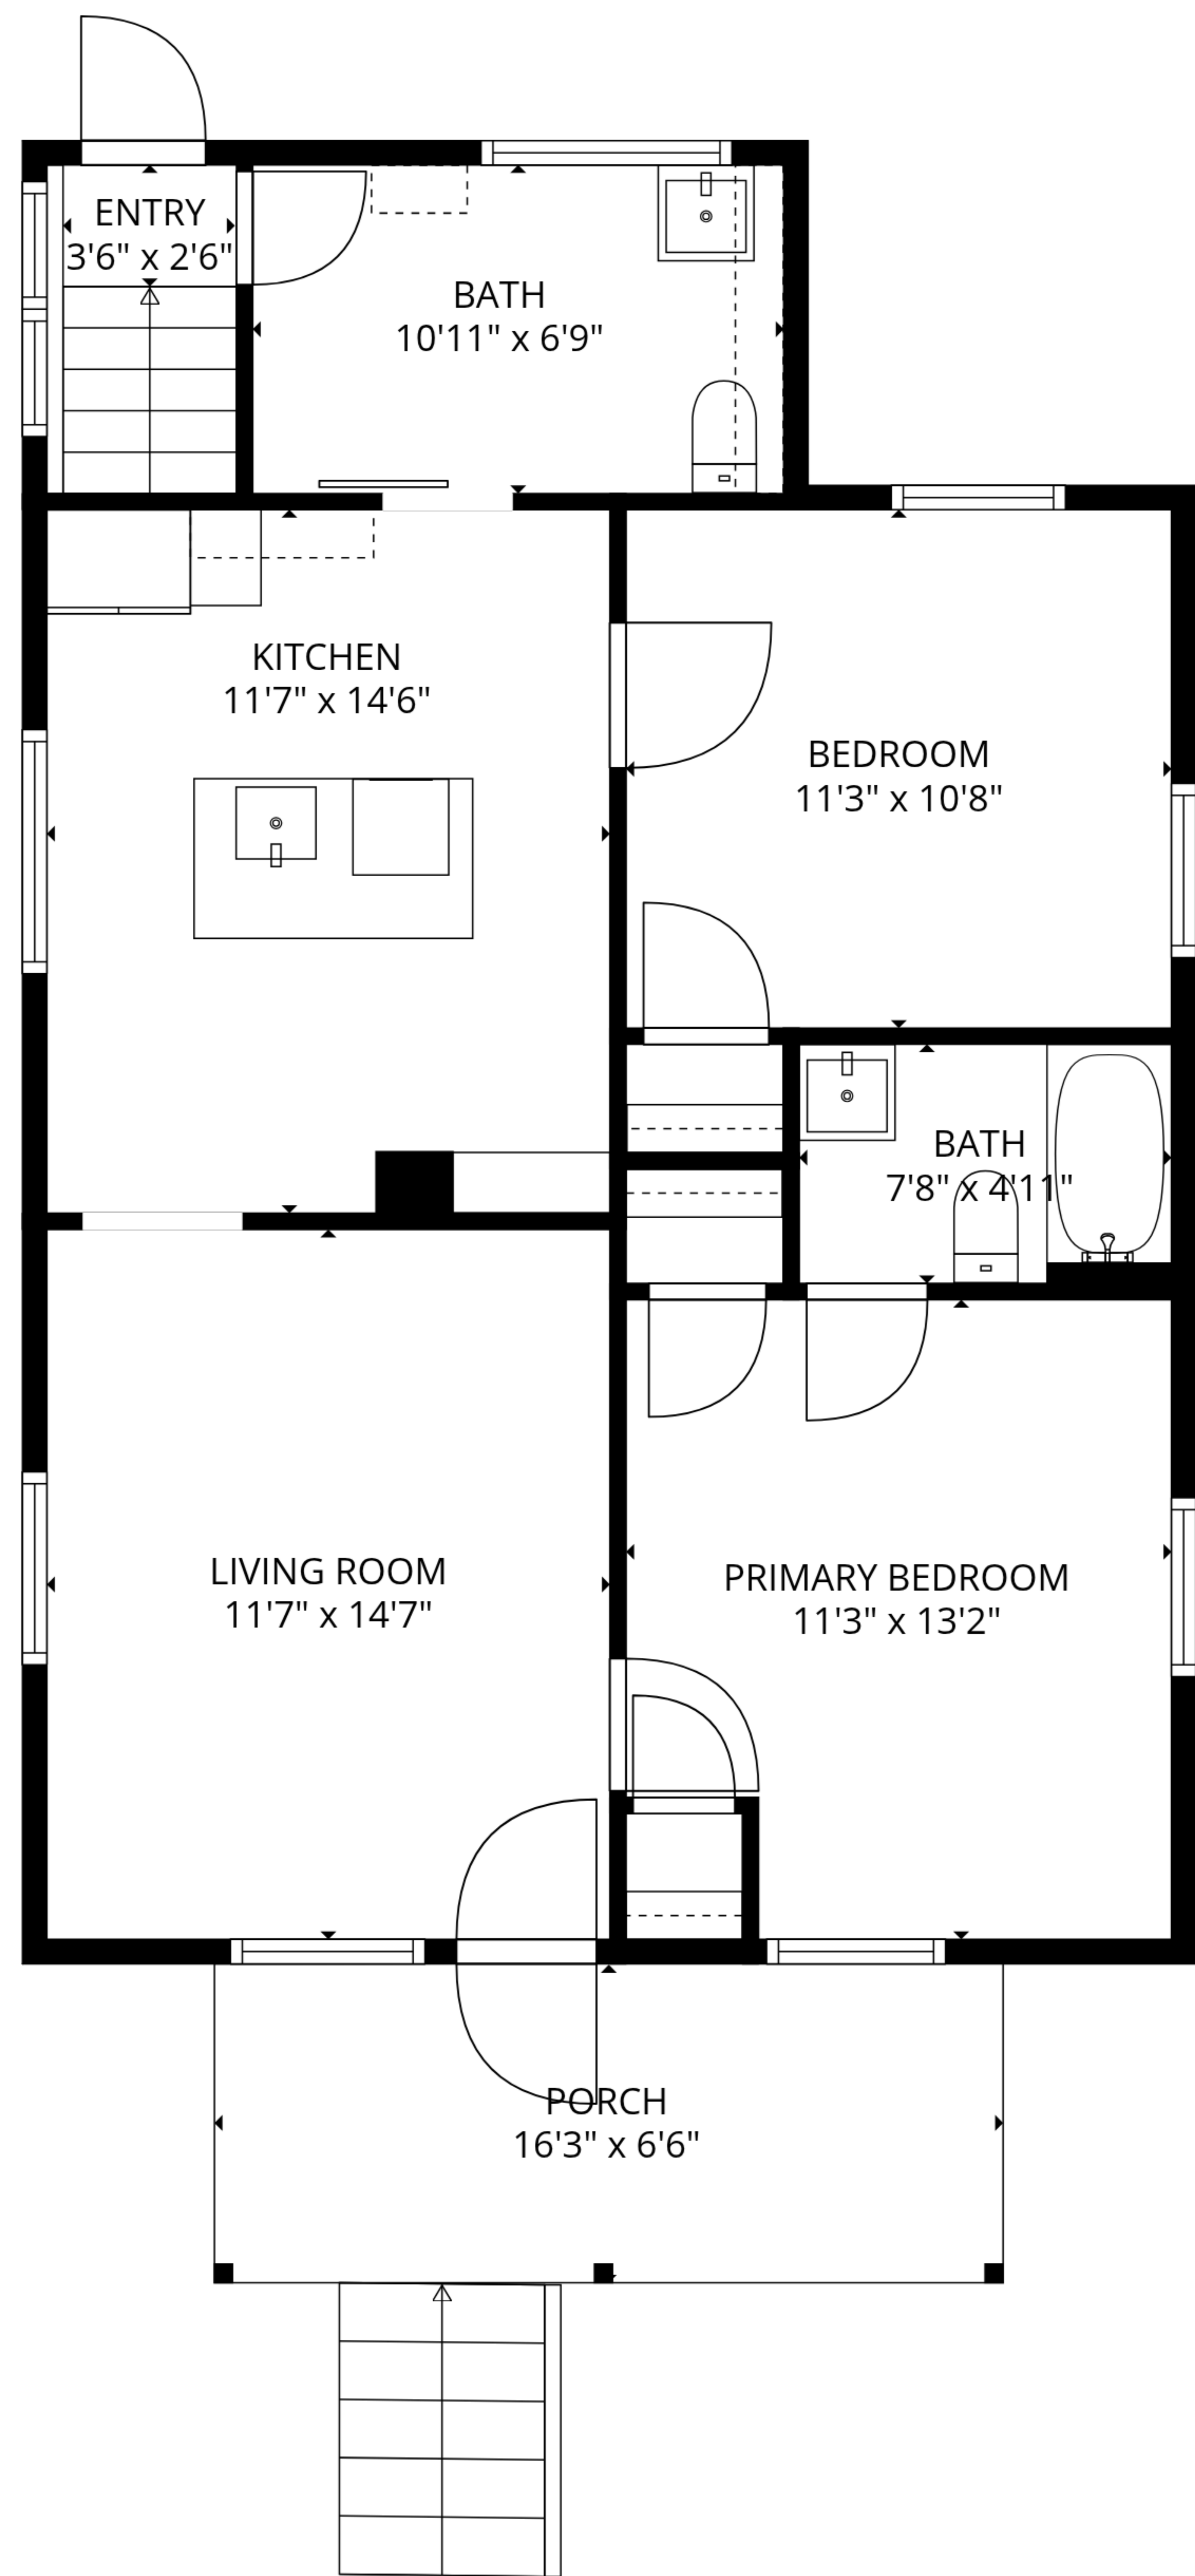 ENTRY
3'6" x 2'6"
BATH
10'11" x 6'9"
KITCHEN
11'7" x 14'6"
BEDROOM
11'3" x 10'8"
BATH
7'8" x 4'11"
LIVING ROOM
11'7" x 14'7"
PRIMARY BEDROOM
11'3" x 13'2"
PORCH
16'3" x 6'6"